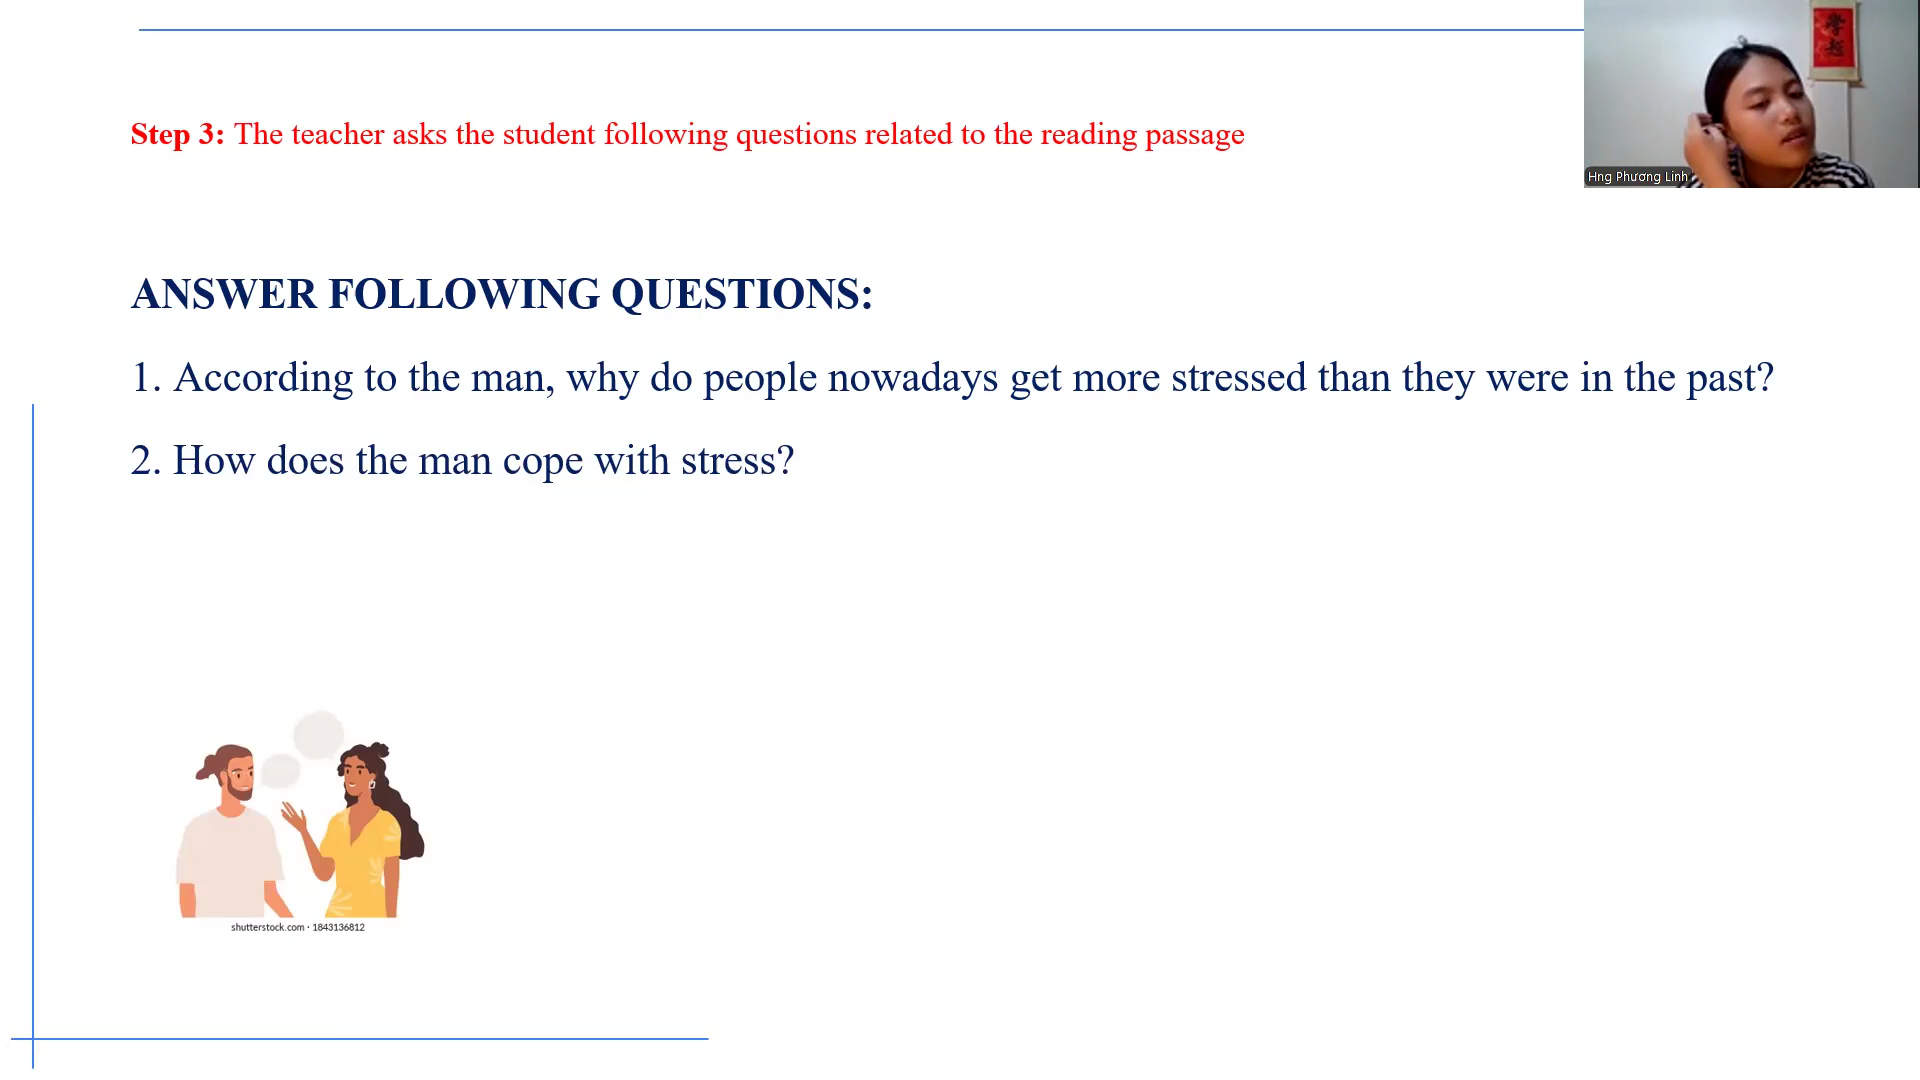 Step 3: The teacher asks the student following questions related to the reading passage
Hng Phương Linh
ANSWER FOLLOWING QUESTIONS:
1. According to the man, why do people nowadays get more stressed than they were in the past?
2. How does the man cope with stress?
shutterstock.com · 1843136812